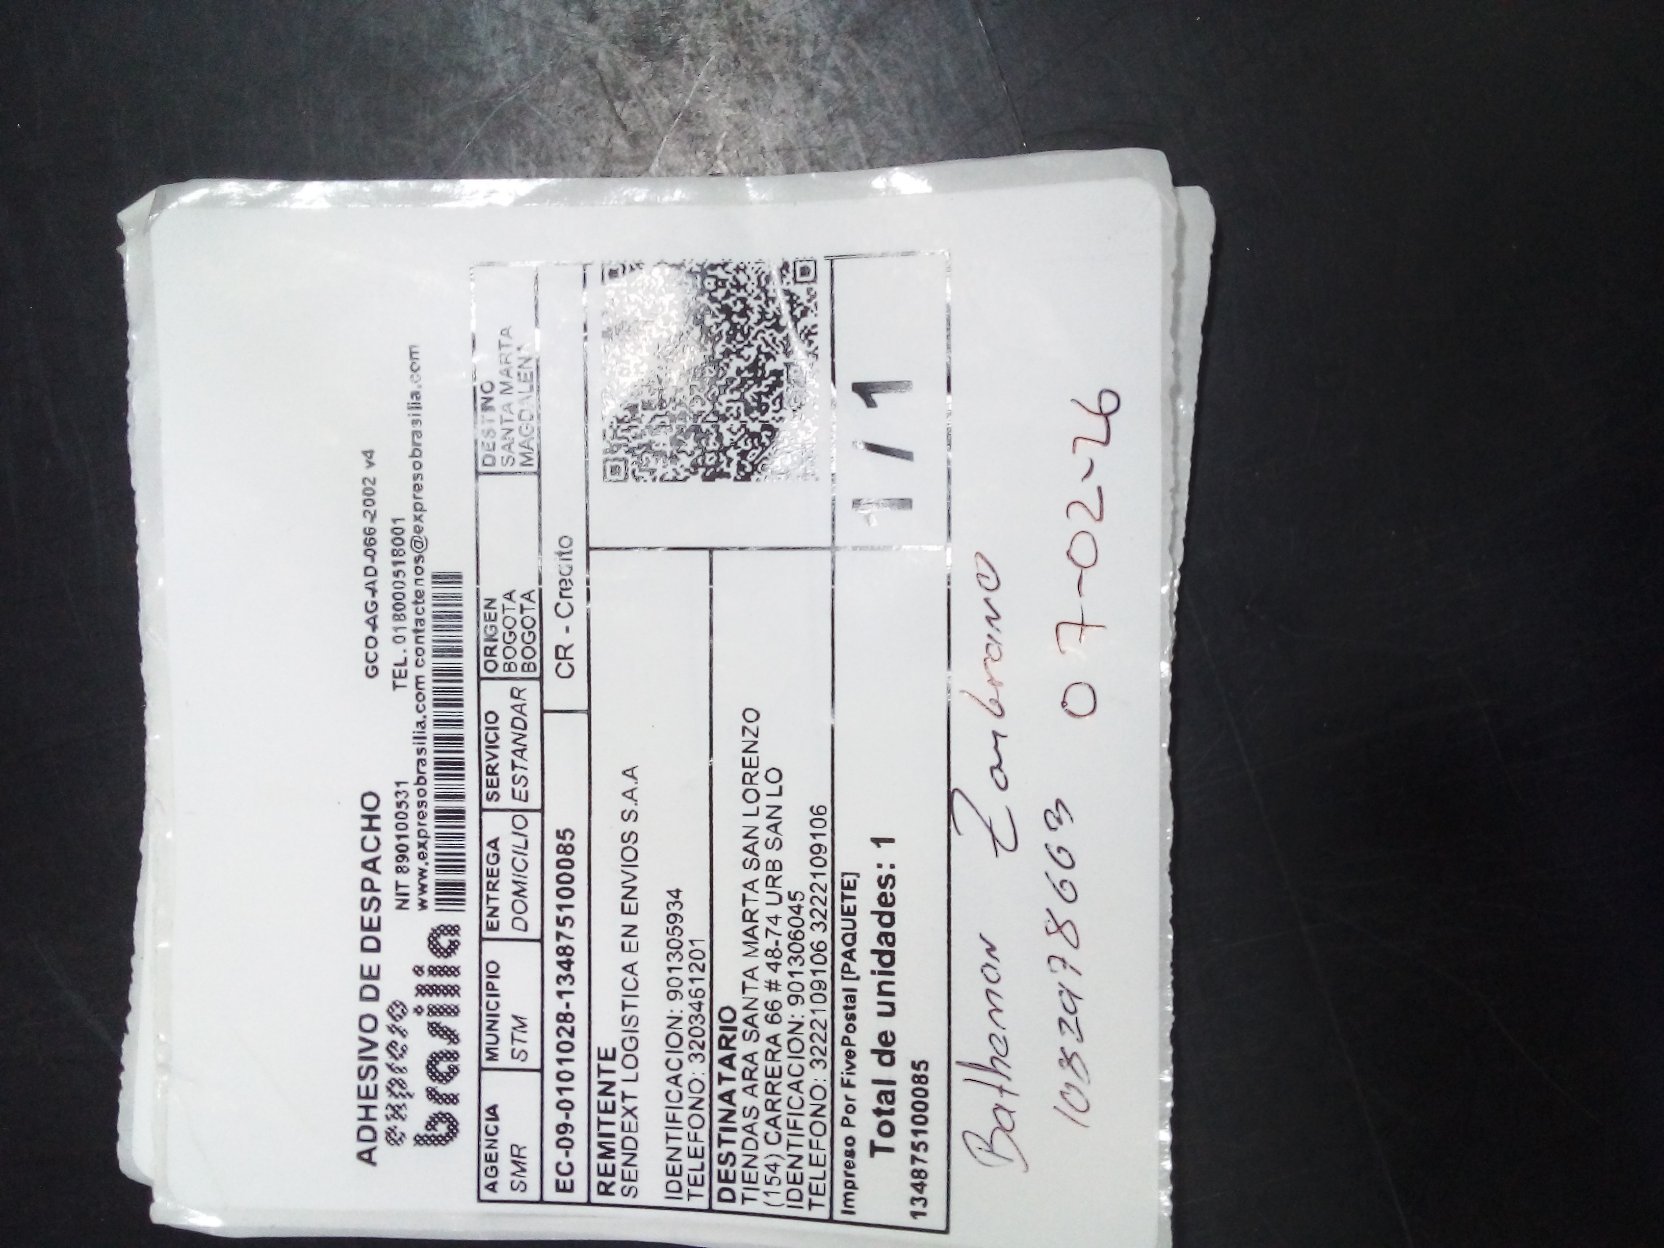 ADHESIVO DE DESPACHO
GCO-AG-AD-066-2002 v4
expreso
brasilia
NIT 890100531 TEL. 018000518001
www.expresobrasilia.com contactenos@expresobrasilia.com
AGENCIA MUNICIPIO ENTREGA SERVICIO ORIGEN DESTINO
SMR STM DOMICILIO ESTANDAR BOGOTA SANTA MARTA
BOGOTA MAGDALENA
EC-09-0101028-1348751 00085 CR - Credito
REMITENTE
SENDEXT LOGISTICA EN ENVIOS S.A.A
IDENTIFICACION: 901305934
TELEFONO: 3203461201
DESTINATARIO
TIENDAS ARA SANTA MARTA SAN LORENZO
(154) CARRERA 66 # 48-74 URB SAN LO
IDENTIFICACION: 901306045
TELEFONO: 3222109106 3222109106
Impreso Por FivePostal [PAQUETE]
Total de unidades: 1 1 / 1
134875100085
Zambrano
07-02-26